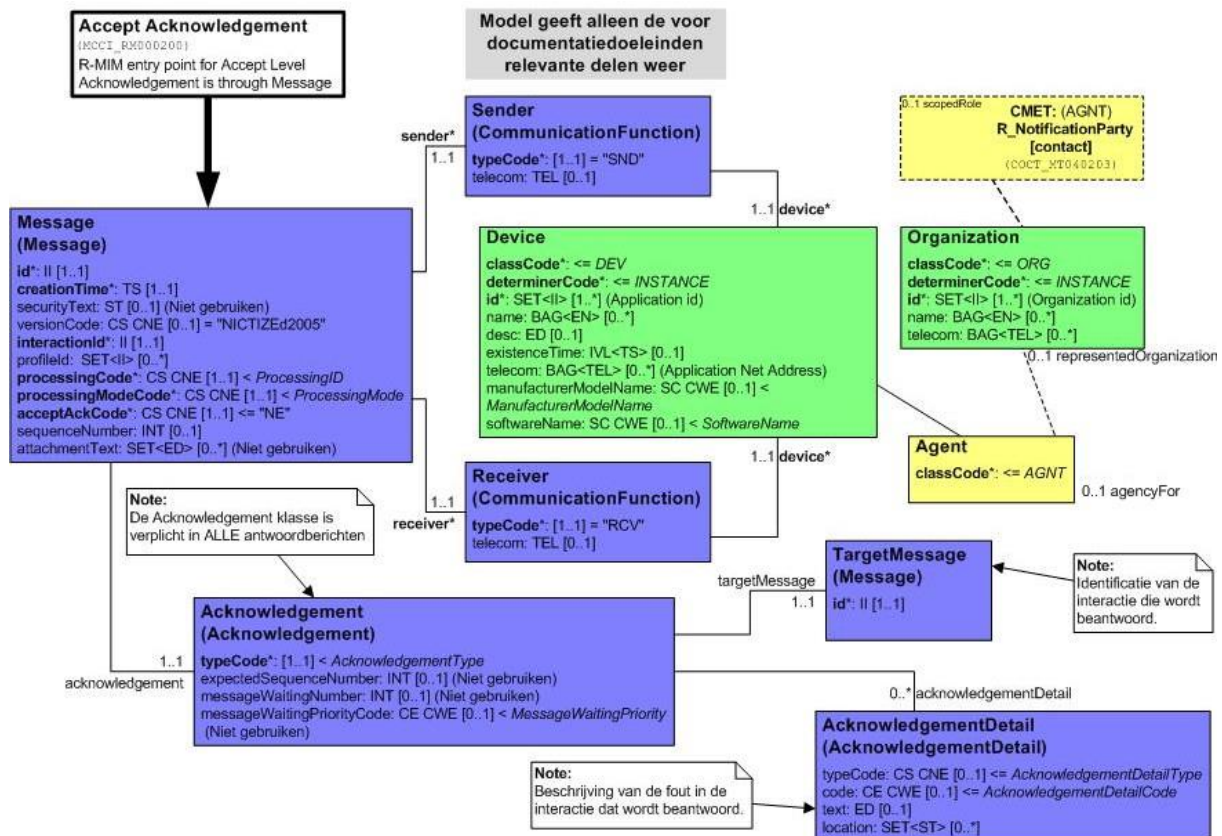 Accept Acknowledgement
(MCCI_RM000200)
R-MIM entry point for Accept Level
Acknowledgement is through Message
Model geeft alleen de voor
documentatiedoeleinden
relevante delen weer
0..1 scopedRole
CMET: (AGNT)
R_NotificationParty
[contact]
(COCT_MT040203)
sender*
1..1
Sender
(CommunicationFunction)
typeCode*: [1..1] = "SND"
telecom: TEL [0..1]
1..1 device*
Message
(Message)
id*: II [1..1]
creationTime*: TS [1..1]
securityText: ST [0..1] (Niet gebruiken)
versionCode: CS CNE [0..1] = "NICTIZEd2005"
interactionId*: II [1..1]
profileId: SET<II> [0..*]
processingCode*: CS CNE [1..1] < ProcessingID
processingModeCode*: CS CNE [1..1] < ProcessingMode
acceptAckCode*: CS CNE [1..1] <= "NE"
sequenceNumber: INT [0..1]
attachmentText: SET<ED> [0..*] (Niet gebruiken)
Device
classCode*: <= DEV
determinerCode*: <= INSTANCE
id*: SET<II> [1..*] (Application id)
name: BAG<EN> [0..*]
desc: ED [0..1]
existenceTime: IVL<TS> [0..1]
telecom: BAG<TEL> [0..*] (Application Net Address)
manufacturerModelName: SC CWE [0..1] <
ManufacturerModelName
softwareName: SC CWE [0..1] < SoftwareName
Organization
classCode*: <= ORG
determinerCode*: <= INSTANCE
id*: SET<II> [1..*] (Organization id)
name: BAG<EN> [0..*]
telecom: BAG<TEL> [0..*]
0..1 representedOrganization
Agent
classCode*: <= AGNT
0..1 agencyFor
1..1 device*
1..1
receiver*
Receiver
(CommunicationFunction)
typeCode*: [1..1] = "RCV"
telecom: TEL [0..1]
Note:
De Acknowledgement klasse is
verplicht in ALLE antwoordberichten
targetMessage
1..1
TargetMessage
(Message)
id*: II [1..1]
Note:
Identificatie van de
interactie die wordt
beantwoord.
1..1
acknowledgement
Acknowledgement
(Acknowledgement)
typeCode*: [1..1] < AcknowledgementType
expectedSequenceNumber: INT [0..1] (Niet gebruiken)
messageWaitingNumber: INT [0..1] (Niet gebruiken)
messageWaitingPriorityCode: CE CWE [0..1] < MessageWaitingPriority
(Niet gebruiken)
0..* acknowledgementDetail
AcknowledgementDetail
(AcknowledgementDetail)
typeCode: CS CNE [0..1] <= AcknowledgementDetailType
code: CE CWE [0..1] <= AcknowledgementDetailCode
text: ED [0..1]
location: SET<ST> [0..*]
Note:
Beschrijving van de fout in de
interactie dat wordt beantwoord.